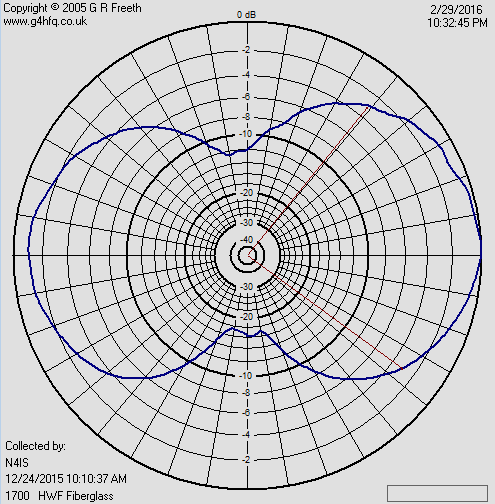 Copyright © 2005 G R Freeth
www.g4hfq.co.uk
2/29/2016
10:32:45 PM
0 dB
-2
-4
-6
-8
-10
-20
-30
-40
-30
-20
-10
-4
-2
Collected by:
N4IS
12/24/2015 10:10:37 AM
1700 HWF Fiberglass